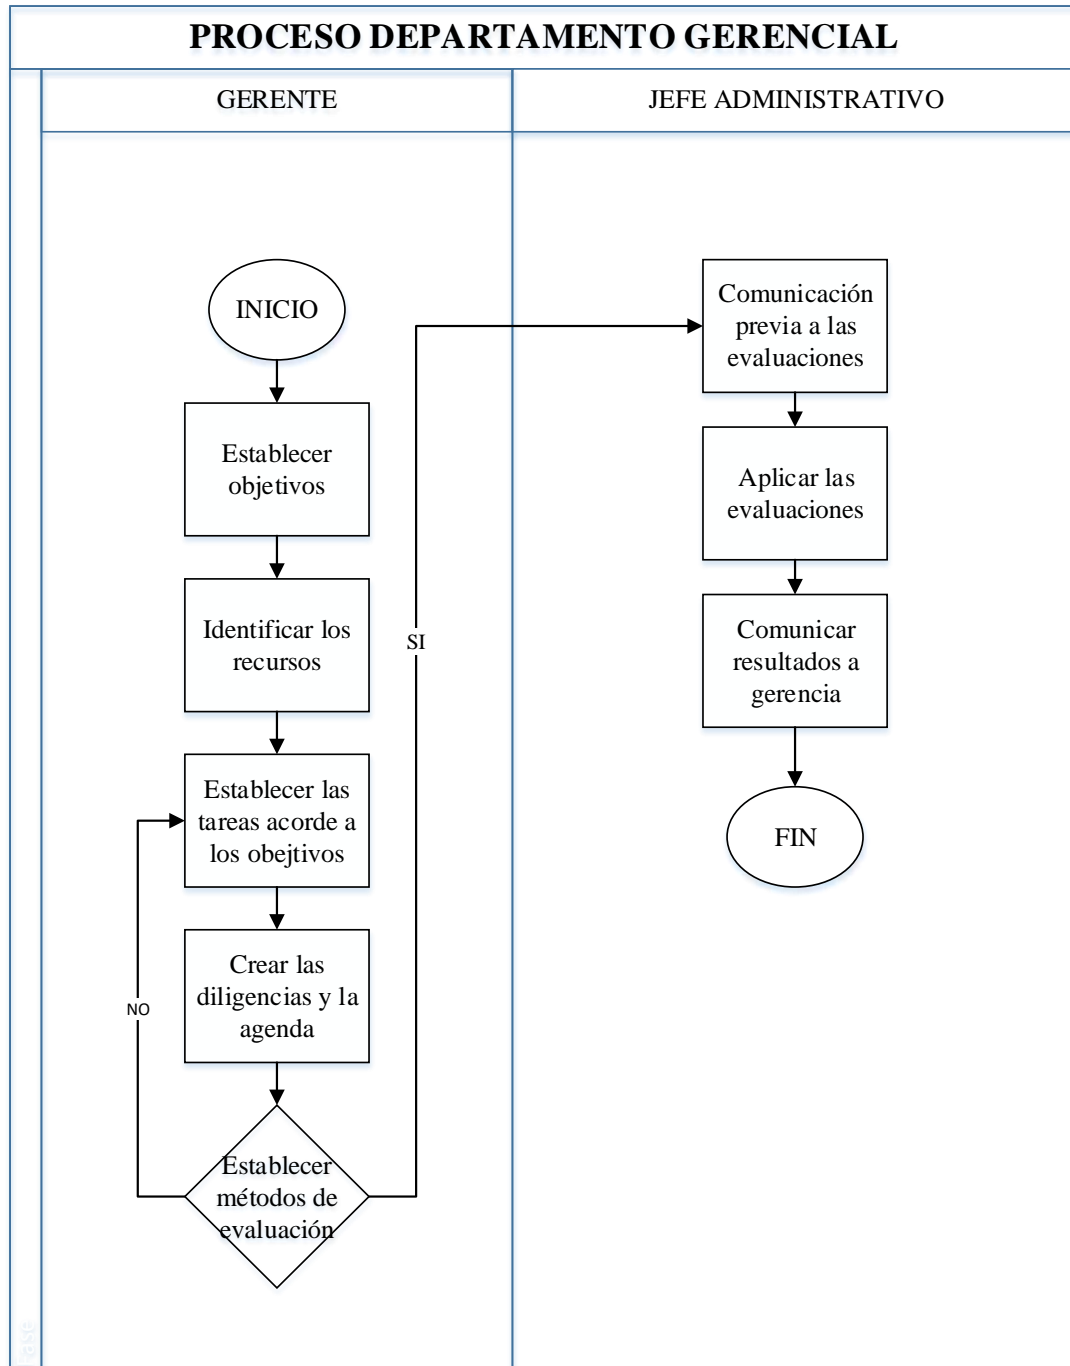 PROCESO DEPARTAMENTO GERENCIAL
GERENTE
JEFE ADMINISTRATIVO
INICIO
Establecer
objetivos
Identificar los
recursos
Establecer las
tareas acorde a
los obejtivos
Crear las
diligencias y la
agenda
Establecer
métodos de
evaluación
NO
SI
Comunicación
previa a las
evaluaciones
Aplicar las
evaluaciones
Comunicar
resultados a
gerencia
FIN
Fase